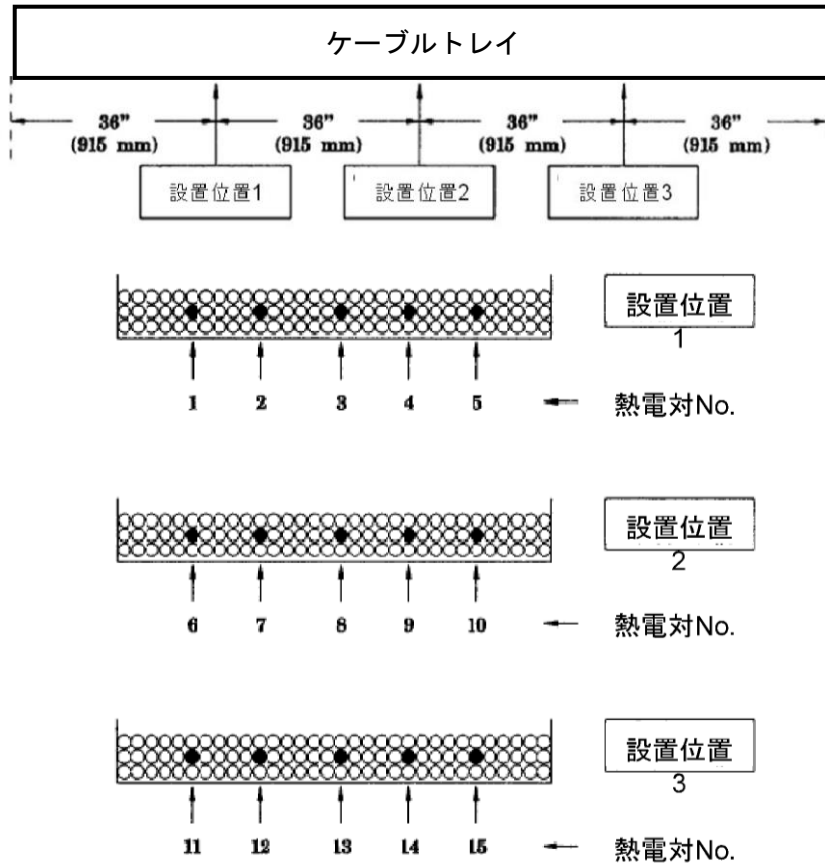 ケーブルトレイ
36” 36” 36” 36”
(915 mm) (915 mm) (915 mm) (915 mm)
設置位置1 設置位置2 設置位置3
設置位置
1
1 2 3 4 5 熱電対No.
設置位置
2
6 7 8 9 10 熱電対No.
設置位置
3
11 12 13 14 15 熱電対No.